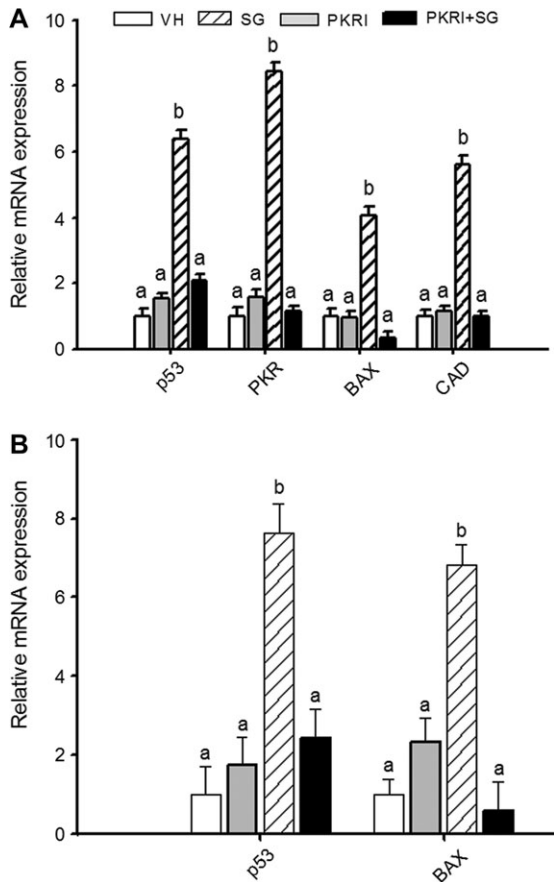 A
VH SG PKRI PKRI+SG
Relative mRNA expression
10
8
6
4
2
0
a a b a
a a b a
a a b a
a a b a
p53 PKR BAX CAD
B
Relative mRNA expression
10
8
6
4
2
0
a a b a
a a b a
p53 BAX